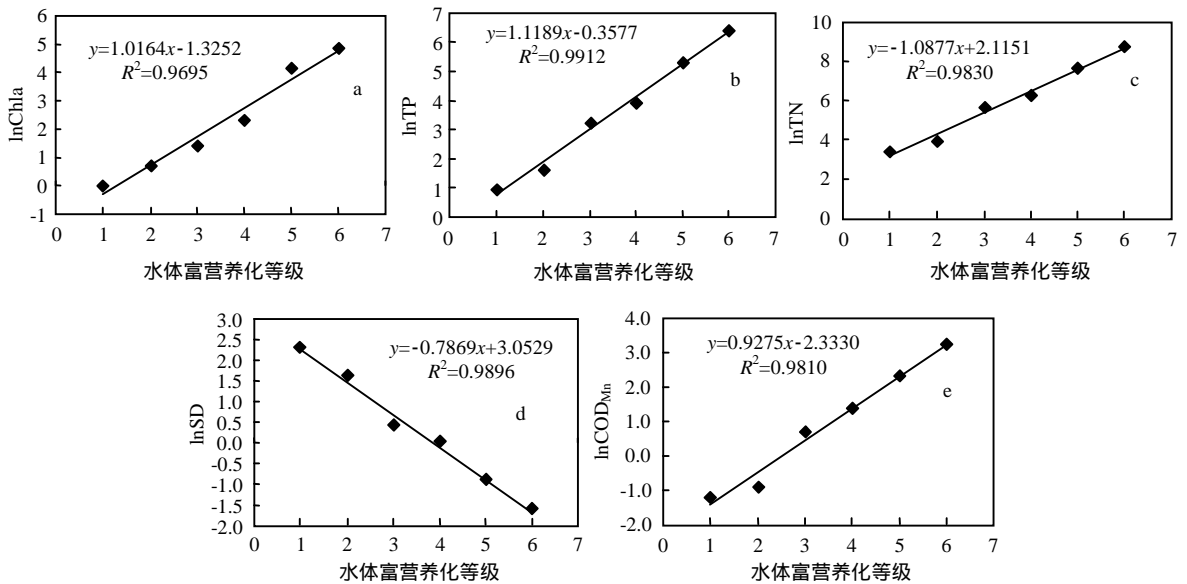 6
5
4
3
2
1
0
-1
lnChla
y=1.0164x-1.3252
R²=0.9695
a
0 1 2 3 4 5 6 7
水体富营养化等级
7
6
5
4
3
2
1
0
lnTP
y=1.1189x-0.3577
R²=0.9912
b
0 1 2 3 4 5 6 7
水体富营养化等级
10
8
6
4
2
0
lnTN
y=-1.0877x+2.1151
R²=0.9830
c
0 1 2 3 4 5 6 7
水体富营养化等级
3.0
2.5
2.0
1.5
1.0
0.5
0.0
-0.5
-1.0
-1.5
-2.0
lnSD
y=-0.7869x+3.0529
R²=0.9896
d
0 1 2 3 4 5 6 7
水体富营养化等级
4.0
3.0
2.0
1.0
0.0
-1.0
-2.0
lnCOD_Mn
y=0.9275x-2.3330
R²=0.9810
e
0 1 2 3 4 5 6 7
水体富营养化等级